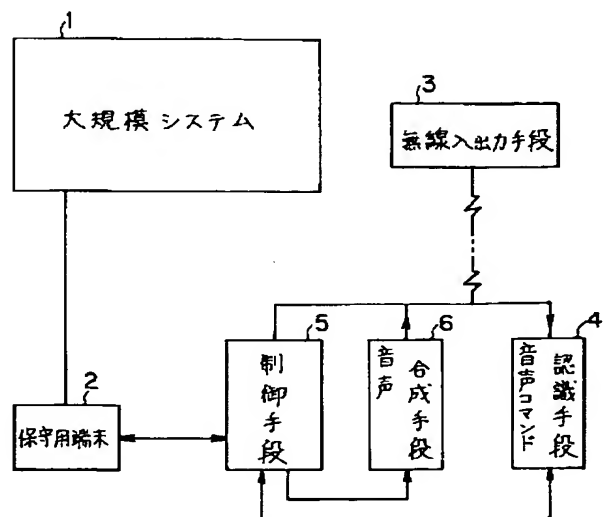 1
大規模システム
3
無線入出力手段
5
制御手段
6
音声
合成手段
4
音声コマンド
認識手段
2
保守用端末